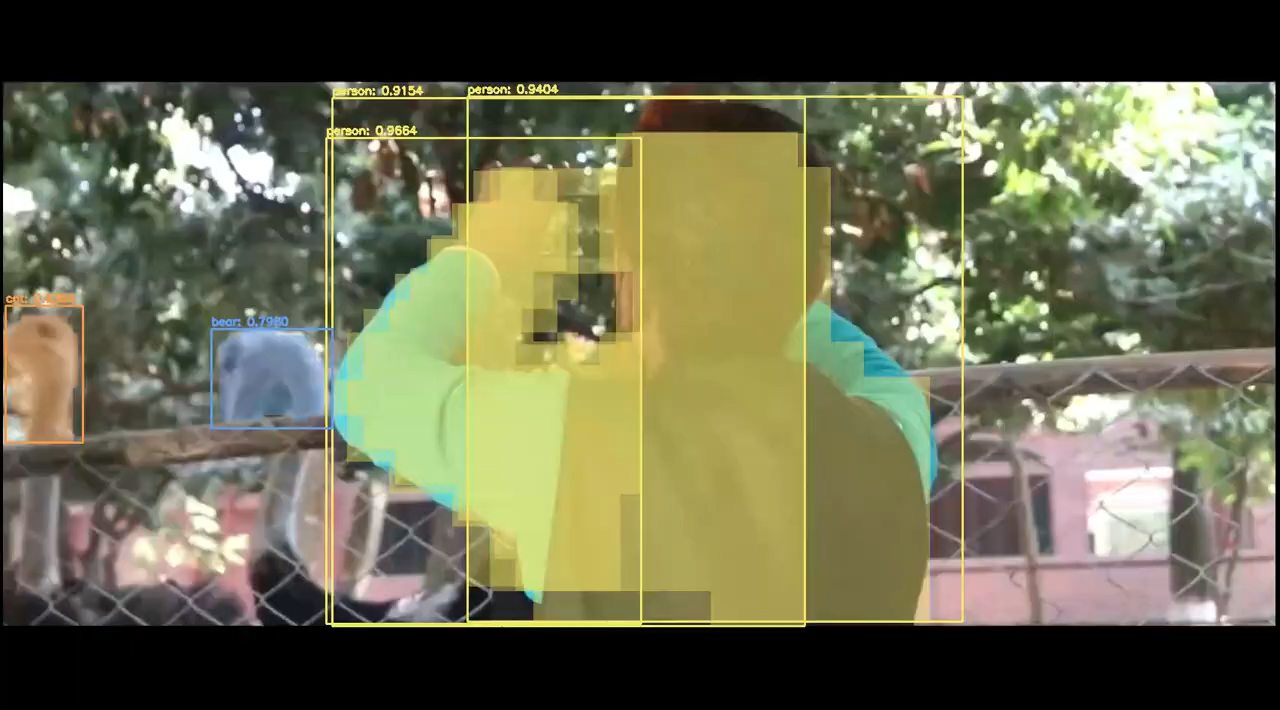 person: 0.9154
person: 0.9404
person: 0.9664
bear: 0.7980